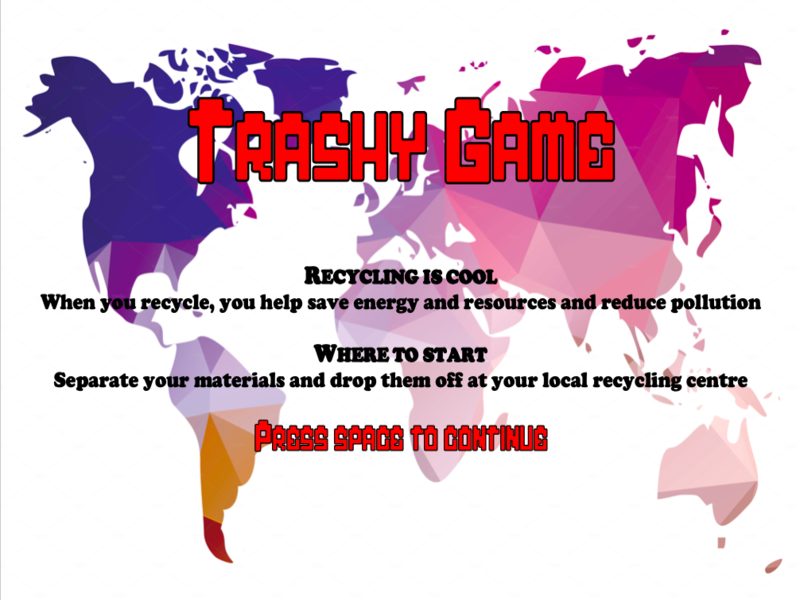 Trashy Game
Recycling is cool
When you recycle, you help save energy and resources and reduce pollution
Where to start
Separate your materials and drop them off at your local recycling centre
Press space to continue